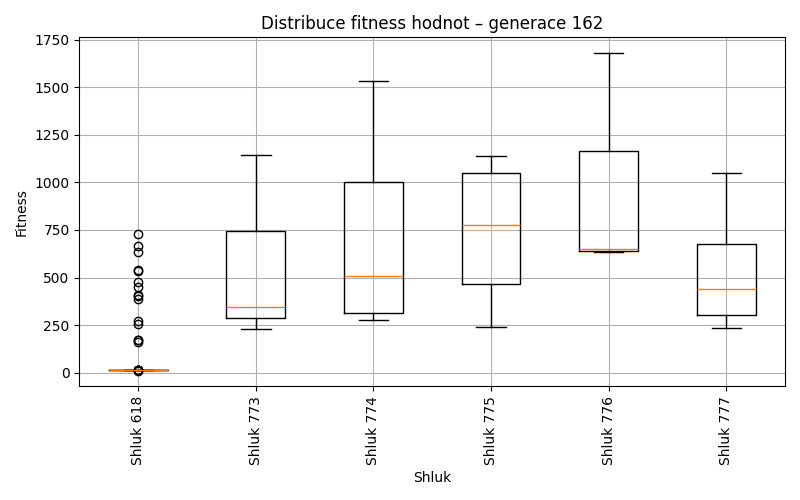 Distribuce fitness hodnot – generace 162
Fitness
1750
1500
1250
1000
750
500
250
0
Shluk 618
Shluk 773
Shluk 774
Shluk 775
Shluk 776
Shluk 777
Shluk